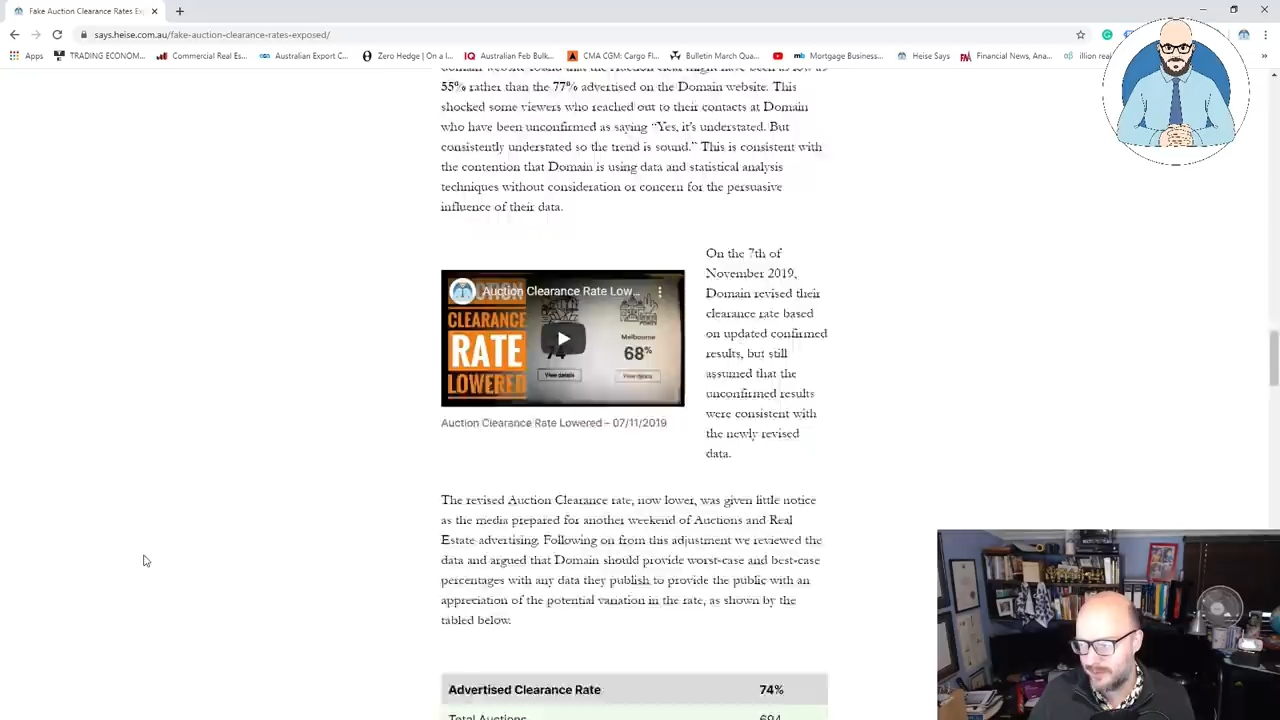 Fake Auction Clearance Rates Exp
says.heise.com.au/fake-auction-clearance-rates-exposed/
Apps
TRADING ECONOM...
Commercial Real Es...
Australian Export C...
Zero Hedge | On a l...
Australian Feb Bulk...
CMA CGM: Cargo Fl...
Bulletin March Qua...
Mortgage Business...
Heise Says
Financial News, Ana...
illion real
55% rather than the 77% advertised on the Domain website. This
shocked some viewers who reached out to their contacts at Domain
who have been unconfirmed as saying “Yes, it's understated. But
consistently understated so the trend is sound.” This is consistent with
the contention that Domain is using data and statistical analysis
techniques without consideration or concern for the persuasive
influence of their data.
Auction Clearance Rate Low...
AUCTION
CLEARANCE
RATE
LOWERED
74
View details
Melbourne
68%
View details
Auction Clearance Rate Lowered – 07/11/2019
On the 7th of
November 2019,
Domain revised their
clearance rate based
on updated confirmed
results, but still
assumed that the
unconfirmed results
were consistent with
the newly revised
data.
The revised Auction Clearance rate, now lower, was given little notice
as the media prepared for another weekend of Auctions and Real
Estate advertising. Following on from this adjustment we reviewed the
data and argued that Domain should provide worst-case and best-case
percentages with any data they publish to provide the public with an
appreciation of the potential variation in the rate, as shown by the
tabled below.
Advertised Clearance Rate 74%
Total Auctions 694